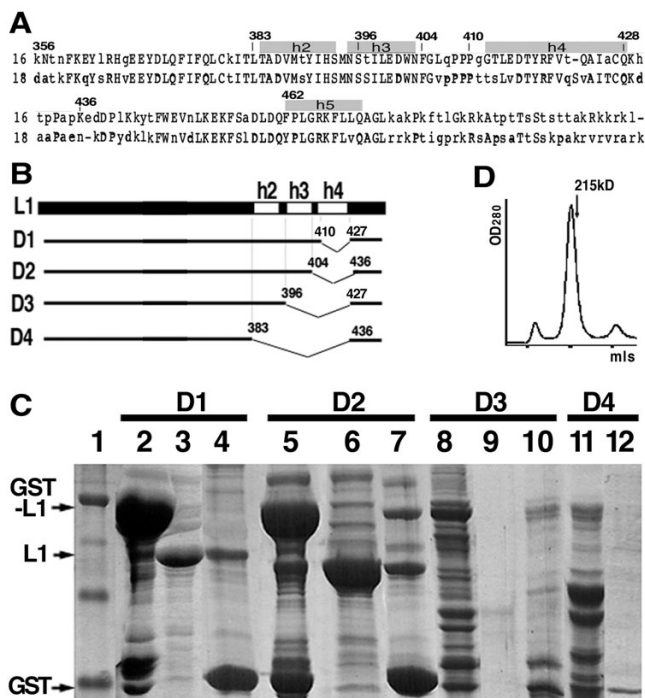 A
383 396 404 410 428
356 h2 h3 h4
16 kNtnFKEYlRHgEEYDLQFIFQLCkITLTADVMtYIHSMNStILEDWNFGLqPPPgGTLEDTYRFVt-QAIaCQKh
18 datkFKqYsRHvEEYDLQFIFQLCtITLTADVMsYIHSMNSsILEDWNFGvpPPPttsLvDTYRFVqsvAITCQKd
436 462
h5
16 tpPapKedDPlKkytFWEVnLKEKFSaDLDQFPLGRKFLLQAGLkakPkftlGkRkAtptTsStsttakRkkrkl-
18 aaPaen-kDPydklkFWnVdLKEKFSlDLDQYPLGRKFLvQAGLrrkPtigprkRsApsaTtSskpakrvrvrark
B
h2 h3 h4
L1
D1 410 427
D2 404 436
D3 396 427
D4 383 436
D
215kD
OD280
mls
C
D1 D2 D3 D4
1 2 3 4 5 6 7 8 9 10 11 12
GST
-L1
L1
GST